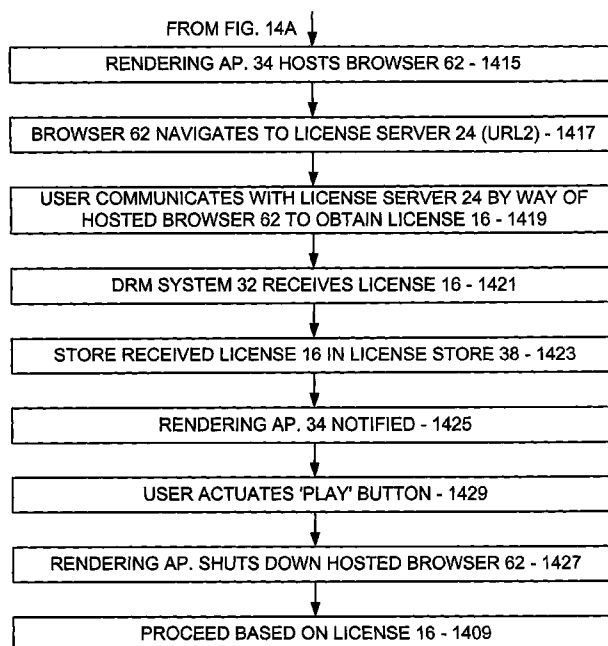 FROM FIG. 14A
RENDERING AP. 34 HOSTS BROWSER 62 - 1415
BROWSER 62 NAVIGATES TO LICENSE SERVER 24 (URL2) - 1417
USER COMMUNICATES WITH LICENSE SERVER 24 BY WAY OF
HOSTED BROWSER 62 TO OBTAIN LICENSE 16 - 1419
DRM SYSTEM 32 RECEIVES LICENSE 16 - 1421
STORE RECEIVED LICENSE 16 IN LICENSE STORE 38 - 1423
RENDERING AP. 34 NOTIFIED - 1425
USER ACTUATES 'PLAY' BUTTON - 1429
RENDERING AP. SHUTS DOWN HOSTED BROWSER 62 - 1427
PROCEED BASED ON LICENSE 16 - 1409